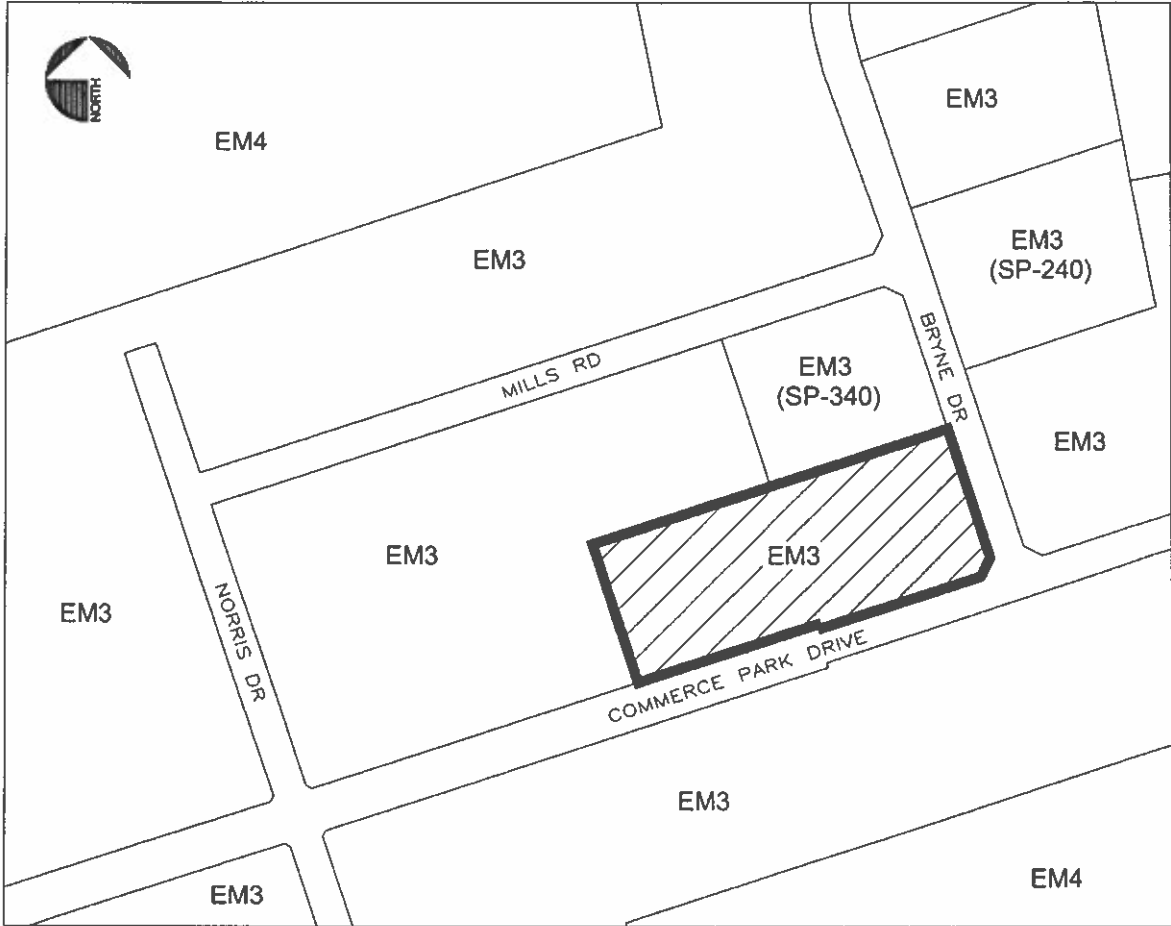 NORTH
EM4
EM3
EM3
EM3
(SP-240)
MILLS RD
EM3
(SP-340)
BRYNE DR
EM3
EM3
EM3
EM3
NORRIS DR
COMMERCE PARK DRIVE
EM3
EM3
EM4